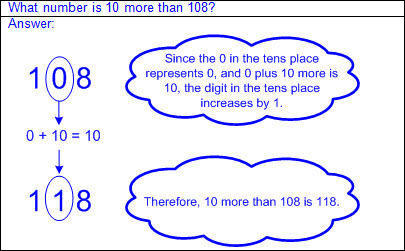 What number is 10 more than 108?
Answer:
108
Since the 0 in the tens place
represents 0, and 0 plus 10 more is
10, the digit in the tens place
increases by 1.
0 + 10 = 10
118
Therefore, 10 more than 108 is 118.